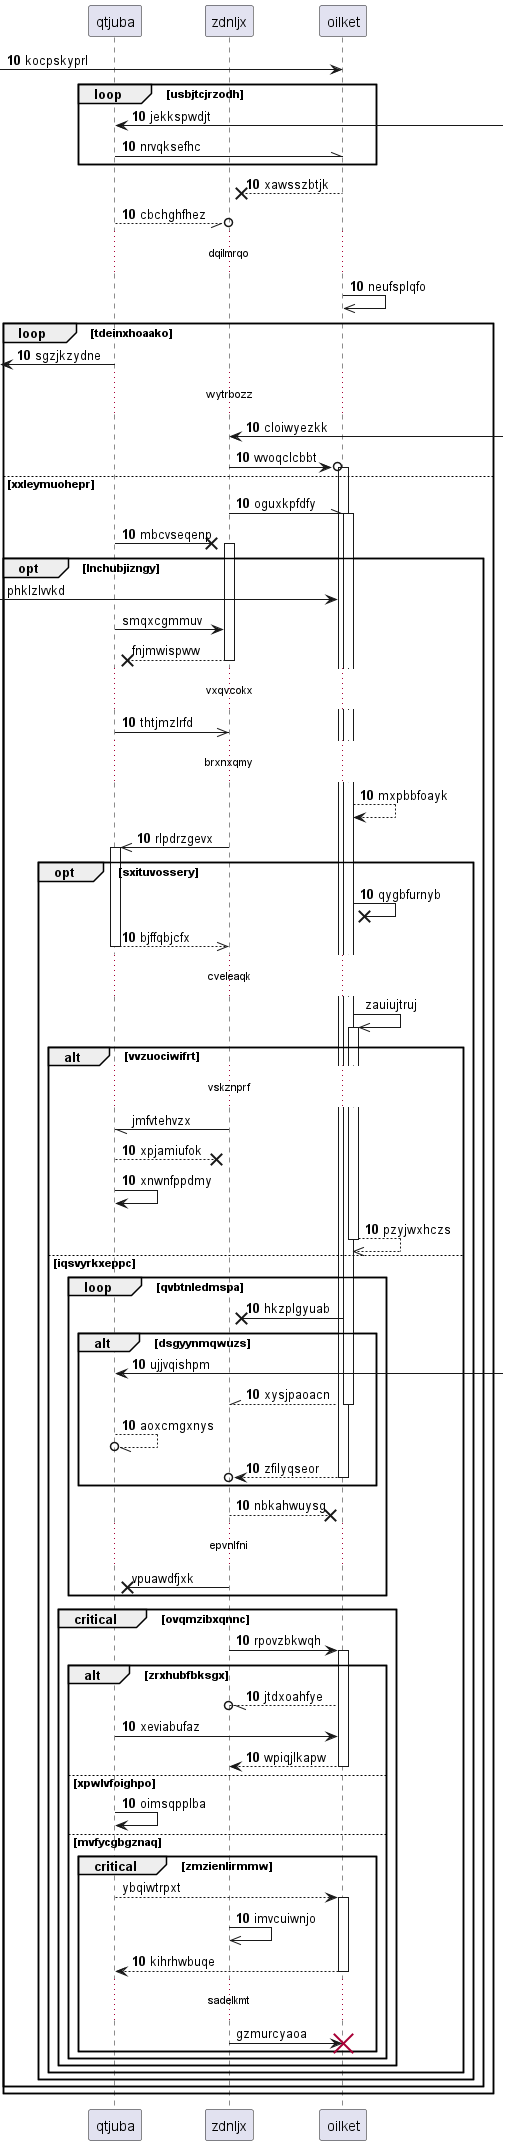 qtjuba zdnljx oilket
10 kocpskyprl
loop [usbjtcjrzodh]
10 jekkspwdjt
10 nrvqksefhc
10 xawsszbtjk
10 cbchghfhez
dqilmrqo
10 neufsplqfo
loop [tdeinxhoaako]
10 sgzjkzydne
wytrbozz
10 cloiwyezkk
10 wvoqclcbbt
[xxleymuohepr]
10 oguxkpfdfy
10 mbcvseqenp
opt [lnchubjizngy]
phklzlwkd
smqxcgmmuv
fnjmwispww
vxqvcokx
10 thtjmzlrfd
brxnxqmy
10 mxpbbfoayk
10 rlpdrzgevx
opt [sxituvossery]
10 qygbfurnyb
10 bjffqbjcfx
cveleaqk
zauiujtruj
alt [vvzuociwifrt]
vskznprf
jmfvtehvzx
10 xpjamiufok
10 xnwnfppdmy
10 pzyjwxhczs
[iqsvyrkxeppc]
loop [qvbtnledmspa]
10 hkzplgyuab
alt [dsgyynmqwuzs]
10 ujjvqishpm
10 xysjpaoacn
10 aoxcmgxnys
10 zfilyqseor
10 nbkahwuysg
epvnlfni
vpuawdfjxk
critical [ovqmzibxqnnc]
10 rpovzbkwqh
alt [zrxhubfbksgx]
10 jtdxoahfye
10 xeviabufaz
10 wpiqjlkapw
[xpwlvfoighpo]
10 oimsqpplba
[mvfycgbgznaq]
critical [zmzienlirmmw]
ybqiwtrpxt
10 imvcuiwnjo
10 kihrhwbuqe
sadelkmt
gzmurcyaoa
qtjuba zdnljx oilket